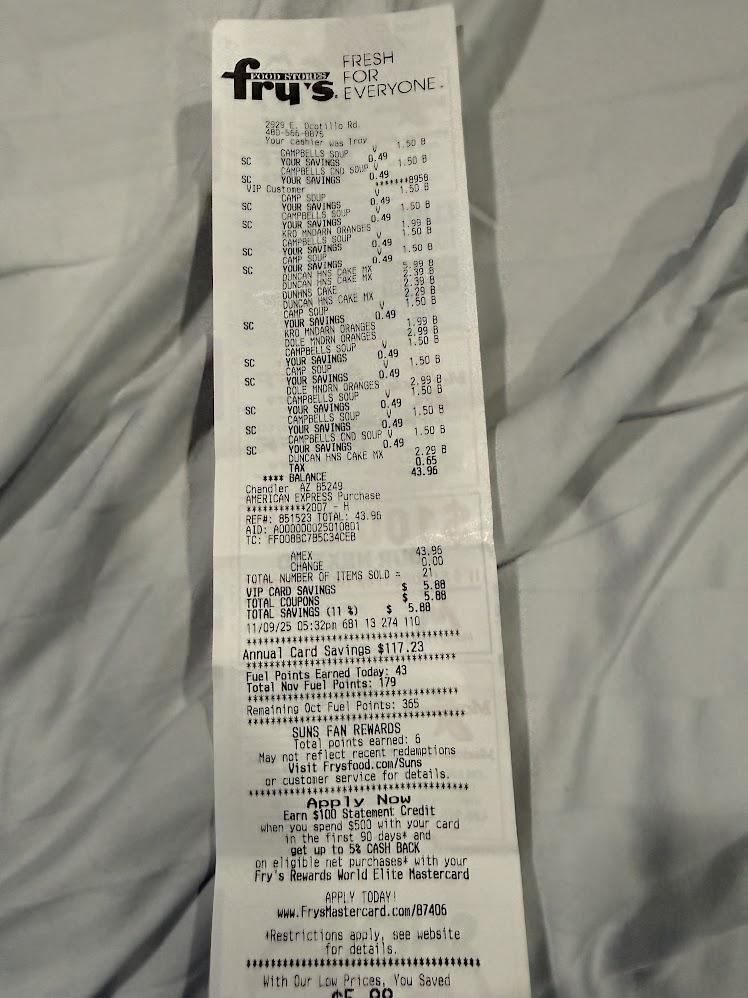 fry's FOOD STORES
FRESH
FOR
EVERYONE.
2929 E. Ocotillo Rd.
480-566-8875
Your cashier was Troy
CAMPBELLS SOUP V 1.50 B
SC YOUR SAVINGS 0.49
CAMPBELLS CND SOUP V 1.50 B
SC YOUR SAVINGS 0.49
VIP Customer *******8958
CAMP SOUP V 1.50 B
SC YOUR SAVINGS 0.49
CAMPBELLS SOUP V 1.50 B
SC YOUR SAVINGS 0.49
KRO MNDARN ORANGES 1.99 B
CAMPBELLS SOUP V 1.50 B
SC YOUR SAVINGS 0.49
CAMP SOUP V 1.50 B
SC YOUR SAVINGS 0.49
DUNCAN HNS CAKE MX 5.99 B
DUNCAN HNS CAKE MX 2.39 B
DUNHNS CAKE 2.39 B
DUNCAN HNS CAKE MX 2.29 B
CAMP SOUP V 1.50 B
SC YOUR SAVINGS 0.49
KRO MNDARN ORANGES 1.99 B
DOLE MNDRN ORANGES 2.99 B
CAMPBELLS SOUP V 1.50 B
SC YOUR SAVINGS 0.49
CAMP SOUP V 1.50 B
SC YOUR SAVINGS 0.49
DOLE MNDRN ORANGES 2.99 B
CAMPBELLS SOUP V 1.50 B
SC YOUR SAVINGS 0.49
CAMPBELLS SOUP V 1.50 B
SC YOUR SAVINGS 0.49
CAMPBELLS CND SOUP V 1.50 B
SC YOUR SAVINGS 0.49
DUNCAN HNS CAKE MX 2.29 B
TAX 0.65
**** BALANCE 43.96
Chandler AZ 85249
AMERICAN EXPRESS Purchase
***********2007 - H
REF#: 851523 TOTAL: 43.96
AID: A000000025010801
TC: FF008BC7B5C34CEB
AMEX 43.96
CHANGE 0.00
TOTAL NUMBER OF ITEMS SOLD = 21
VIP CARD SAVINGS $ 5.88
TOTAL COUPONS $ 5.88
TOTAL SAVINGS (11 %) $ 5.88
11/09/25 05:32pm 681 13 274 110
************************************
Annual Card Savings $117.23
************************************
Fuel Points Earned Today: 43
Total Nov Fuel Points: 179
************************************
Remaining Oct Fuel Points: 365
************************************
SUNS FAN REWARDS
Total points earned: 6
May not reflect recent redemptions
Visit Frysfood.com/Suns
or customer service for details.
************************************
Apply Now
Earn $100 Statement Credit
when you spend $500 with your card
in the first 90 days* and
get up to 5% CASH BACK
on eligible net purchases* with your
Fry's Rewards World Elite Mastercard
APPLY TODAY!
www.FrysMastercard.com/87406
*Restrictions apply, see website
for details.
************************************
With Our Low Prices, You Saved